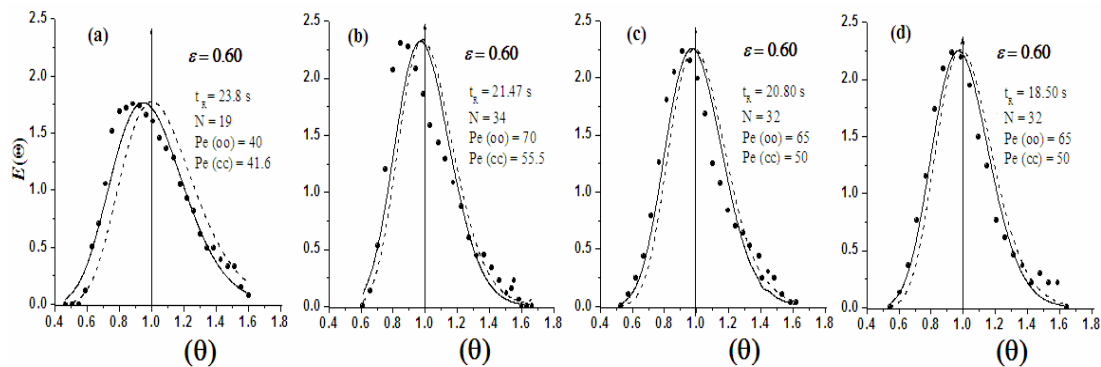 (a)
ε = 0.60
t_R = 23.8 s
N = 19
Pe (oo) = 40
Pe (cc) = 41.6
E(Θ)
2.5
2.0
1.5
1.0
0.5
0.0
0.4 0.6 0.8 1.0 1.2 1.4 1.6 1.8
(θ)
(b)
ε = 0.60
t_R = 21.47 s
N = 34
Pe (oo) = 70
Pe (cc) = 55.5
2.5
2.0
1.5
1.0
0.5
0.0
0.4 0.6 0.8 1.0 1.2 1.4 1.6 1.8
(θ)
(c)
ε = 0.60
t_R = 20.80 s
N = 32
Pe (oo) = 65
Pe (cc) = 50
2.5
2.0
1.5
1.0
0.5
0.0
0.4 0.6 0.8 1.0 1.2 1.4 1.6 1.8
(θ)
(d)
ε = 0.60
t_R = 18.50 s
N = 32
Pe (oo) = 65
Pe (cc) = 50
2.5
2.0
1.5
1.0
0.5
0.0
0.4 0.6 0.8 1.0 1.2 1.4 1.6 1.8
(θ)